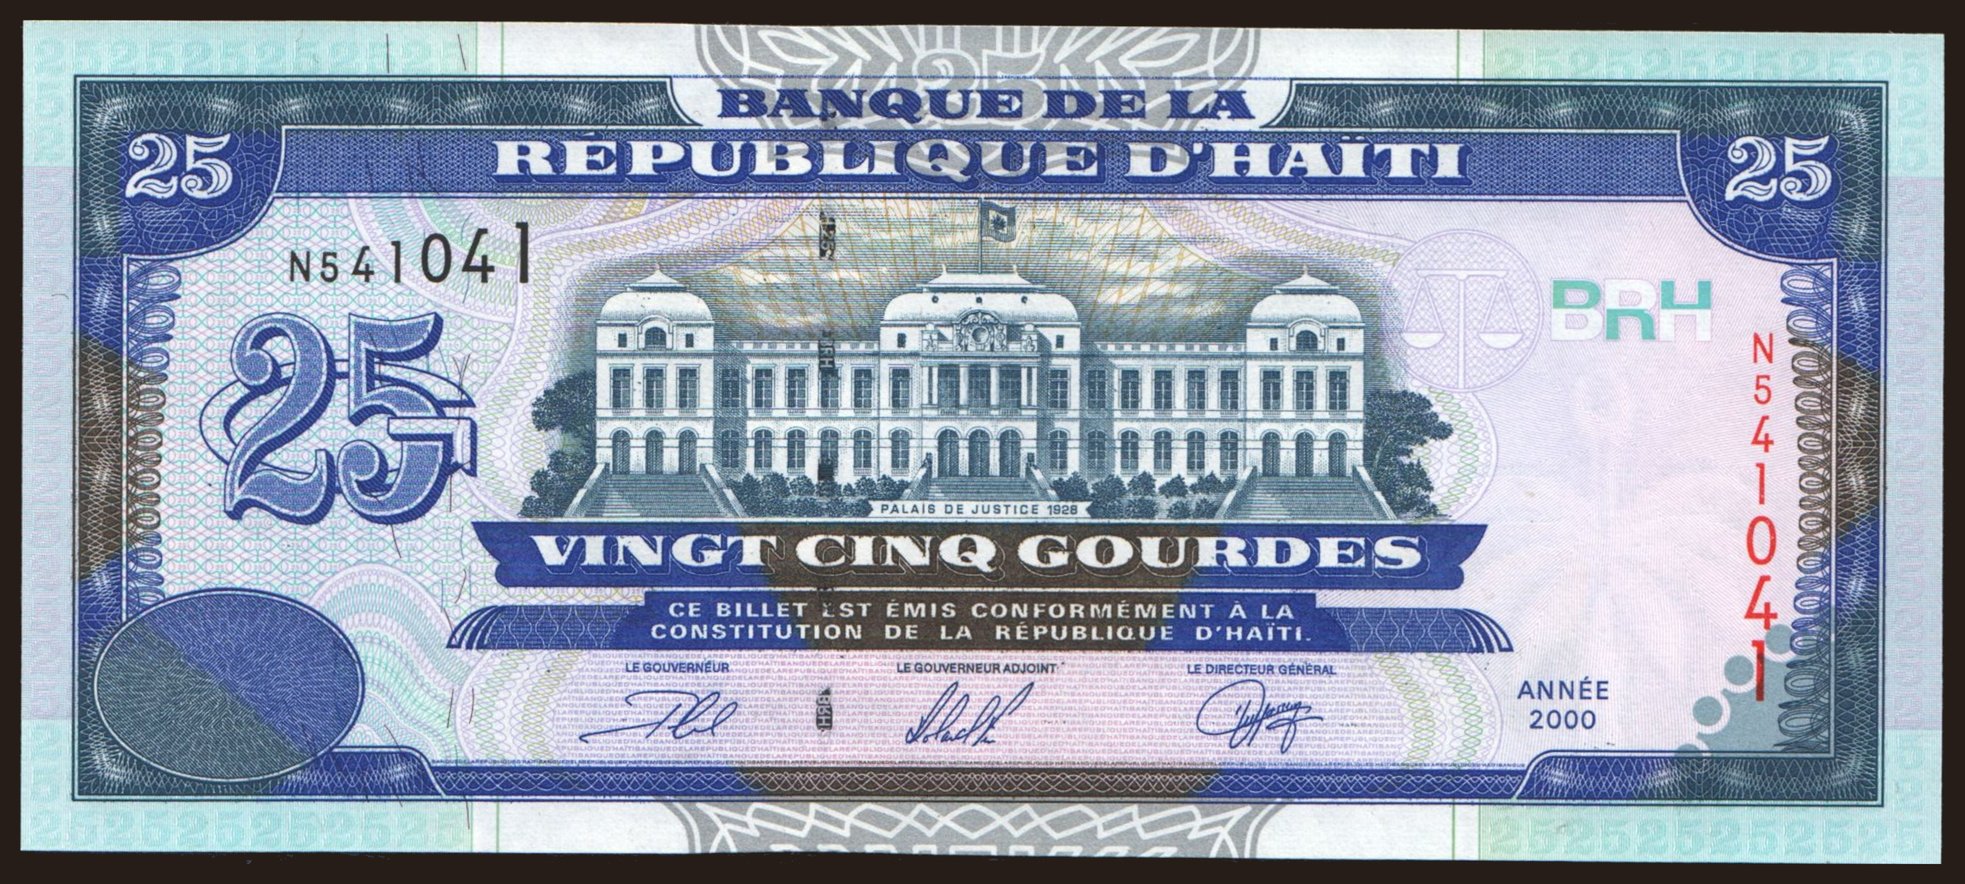 BANQUE DE LA
25 RÉPUBLIQUE D'HAÏTI 25
N541041
BRH
25
N541041
PALAIS DE JUSTICE 1928
VINGT CINQ GOURDES
CE BILLET EST ÉMIS CONFORMÉMENT À LA
CONSTITUTION DE LA RÉPUBLIQUE D'HAÏTI.
LE GOUVERNEUR LE GOUVERNEUR ADJOINT LE DIRECTEUR GÉNÉRAL
ANNÉE
2000